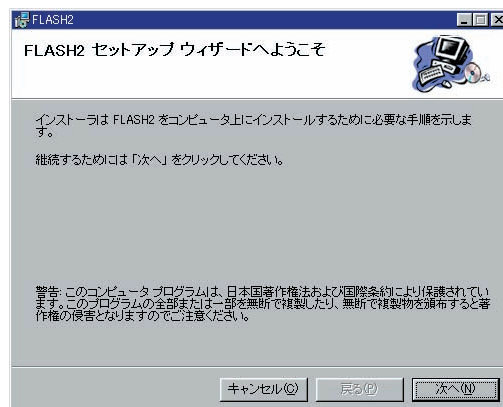 FLASH2
FLASH2 セットアップ ウィザードへようこそ
インストーラは FLASH2 をコンピュータ上にインストールするために必要な手順を示しま
す。
継続するためには「次へ」をクリックしてください。
警告: このコンピュータ プログラムは、日本国著作権法および国際条約により保護されてい
ます。このプログラムの全部または一部を無断で複製したり、無断で複製物を頒布すると著
作権の侵害となりますのでご注意ください。
キャンセル(C)
戻る(P)
次へ(N)